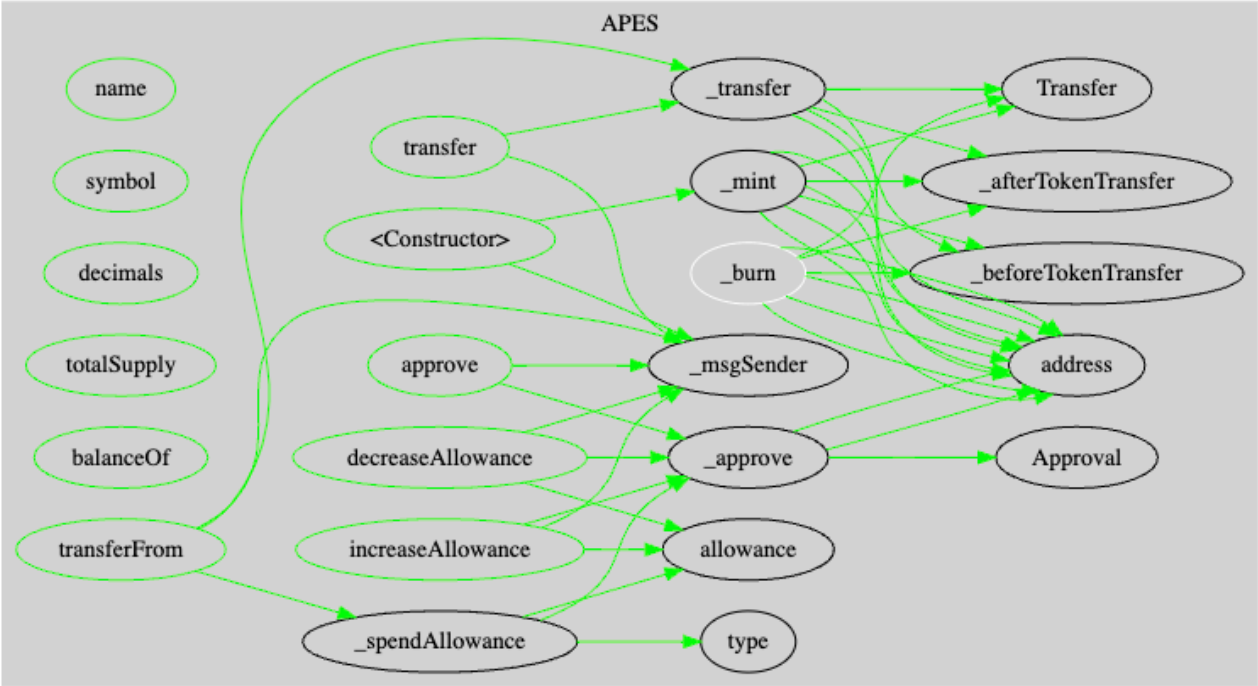 APES
name
symbol
decimals
totalSupply
balanceOf
transferFrom
transfer
<Constructor>
approve
decreaseAllowance
increaseAllowance
_spendAllowance
_transfer
_mint
_burn
_msgSender
_approve
allowance
type
Transfer
_afterTokenTransfer
_beforeTokenTransfer
address
Approval